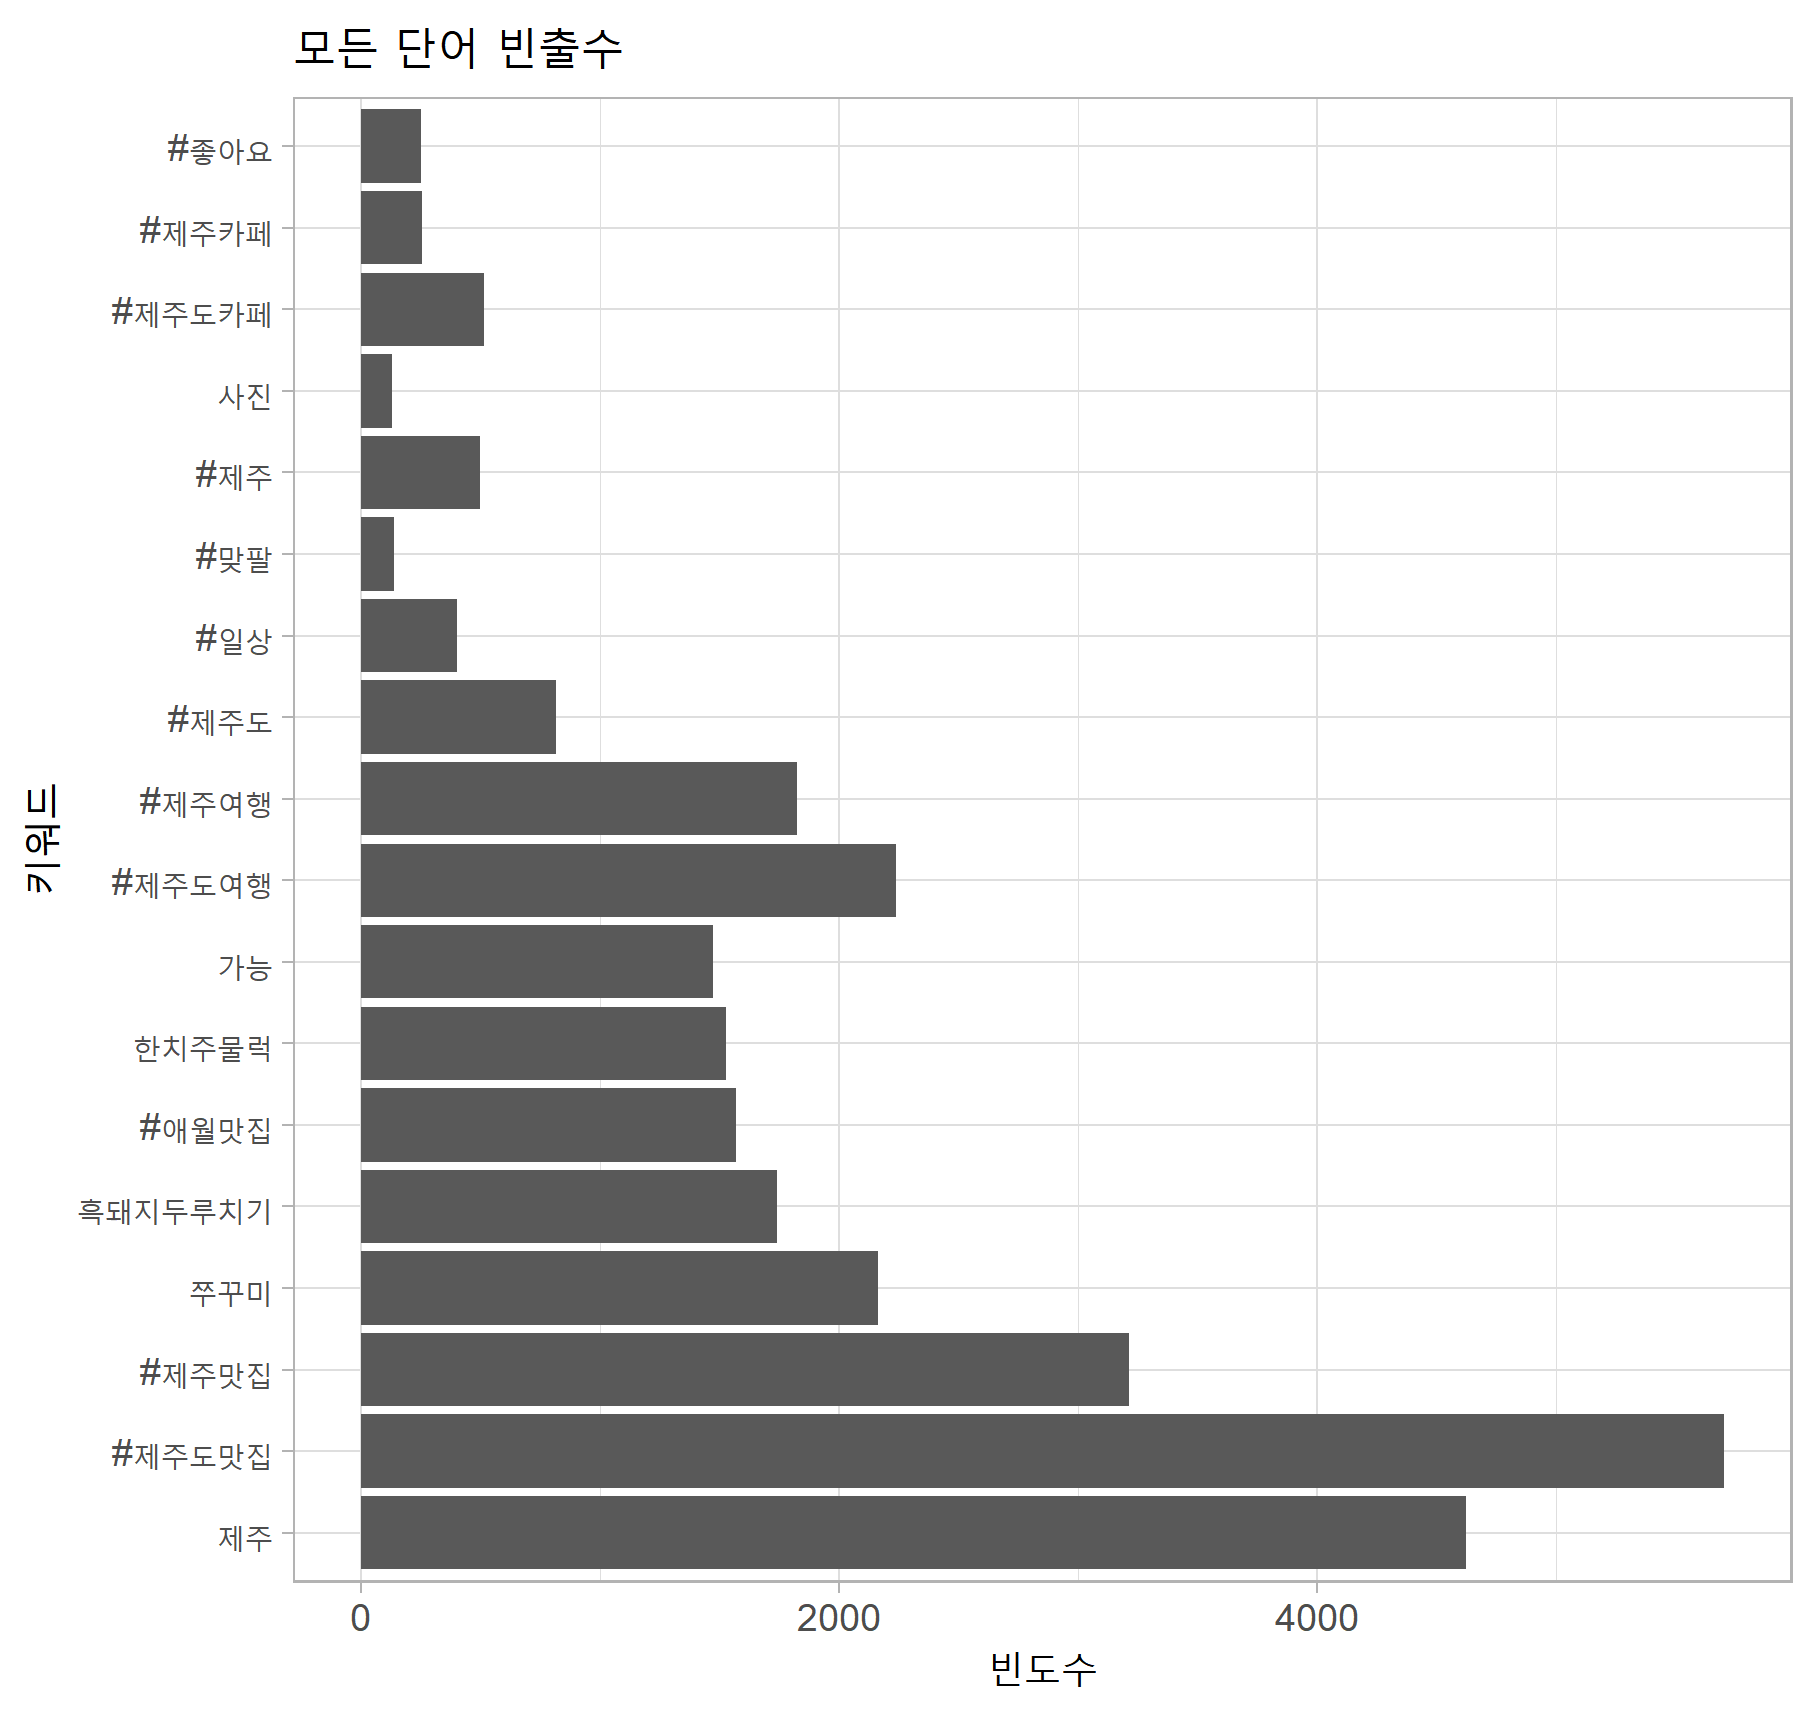 모든 단어 빈출수
키워드
#좋아요
#제주카페
#제주도카페
사진
#제주
#맞팔
#일상
#제주도
#제주여행
#제주도여행
가능
한치주물럭
#애월맛집
흑돼지두루치기
쭈꾸미
#제주맛집
#제주도맛집
제주
0 2000 4000
빈도수